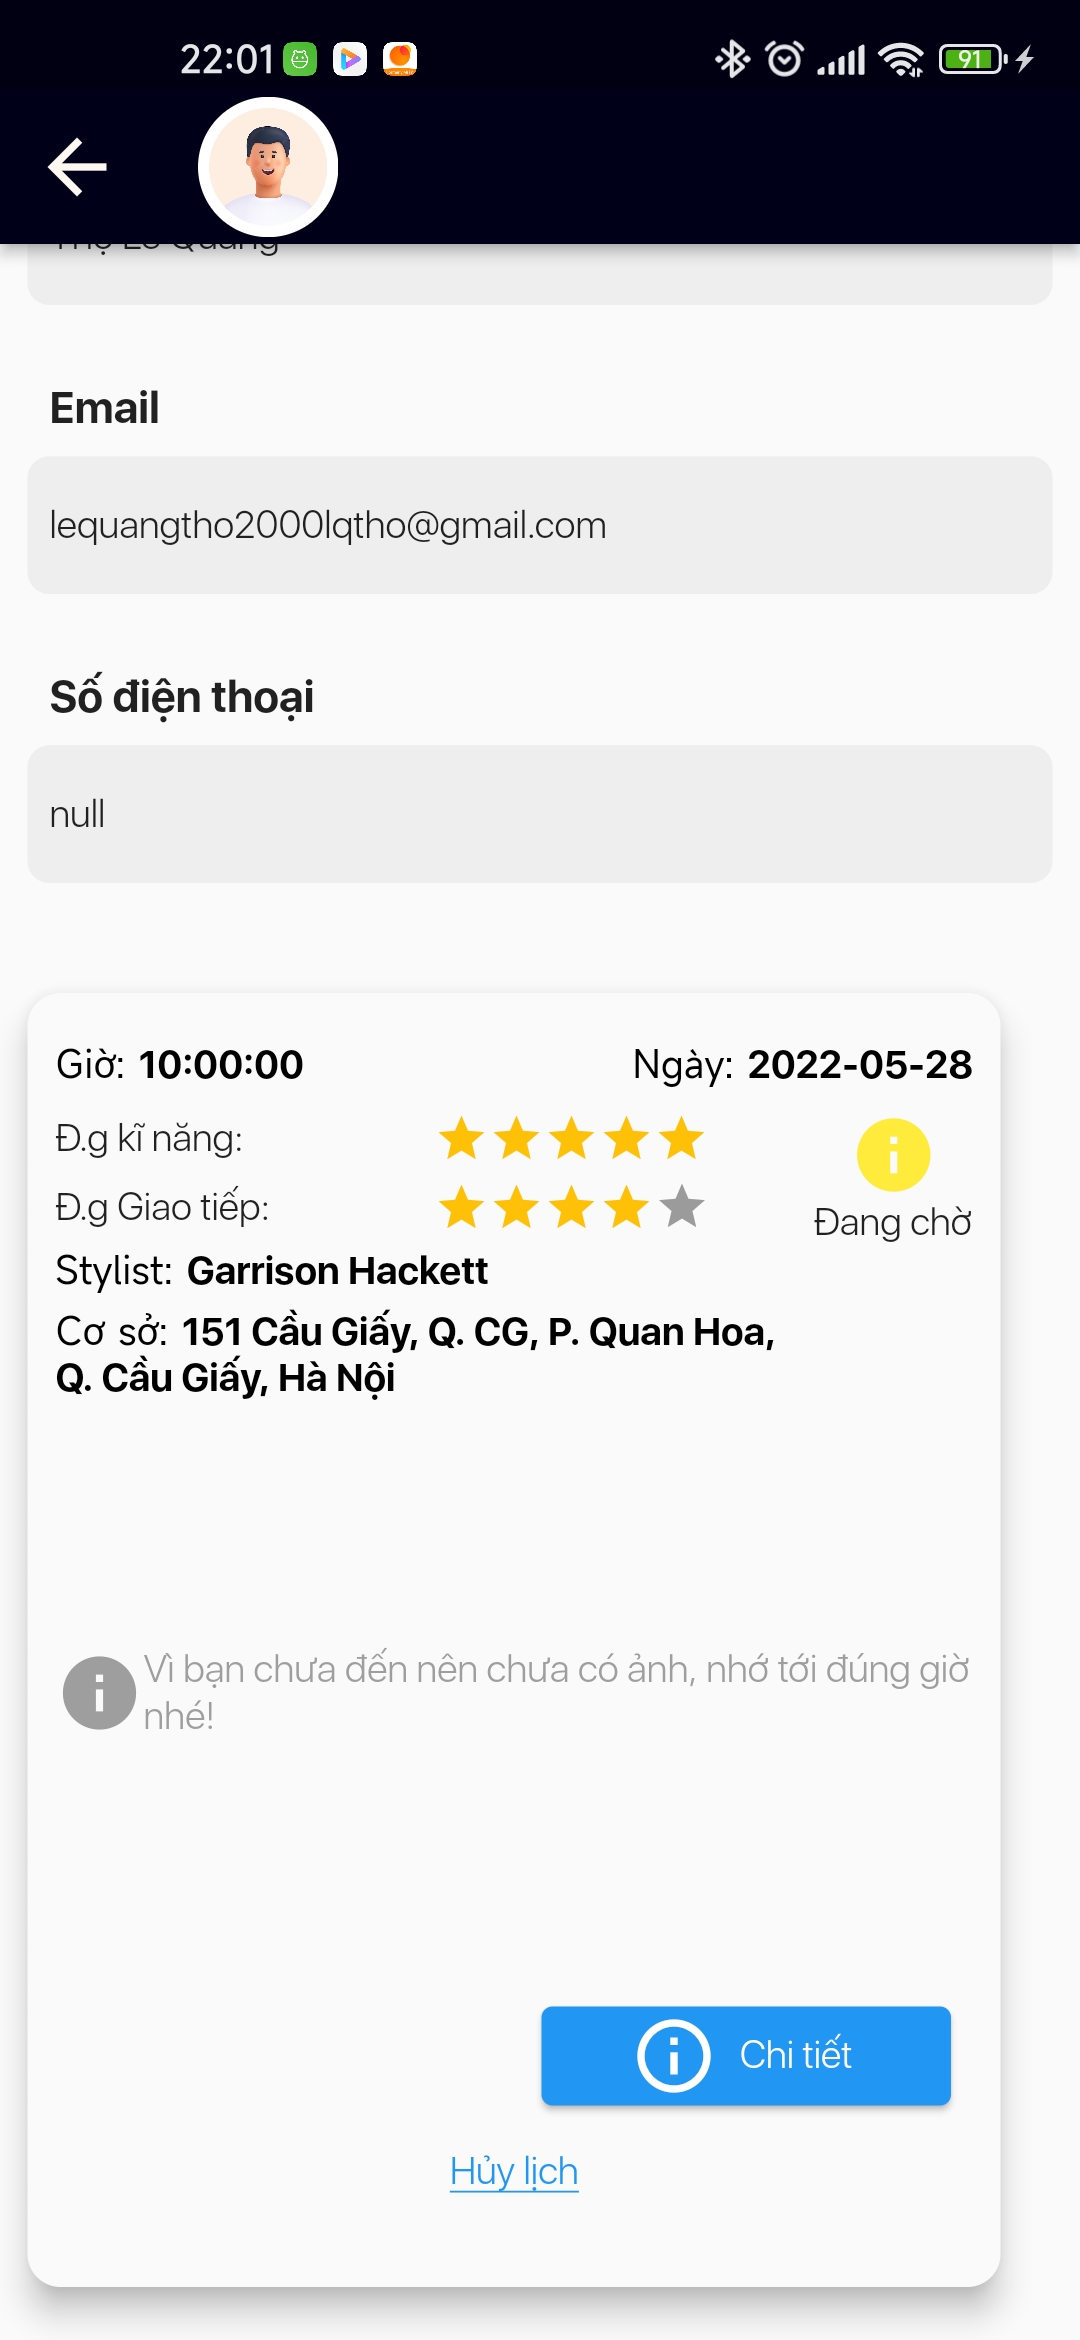 22:01
91
Email
lequangtho2000lqtho@gmail.com
Số điện thoại
null
Giờ: 10:00:00 Ngày: 2022-05-28
Đ.g kĩ năng:
Đ.g Giao tiếp:
Đang chờ
Stylist: Garrison Hackett
Cơ sở: 151 Cầu Giấy, Q. CG, P. Quan Hoa,
Q. Cầu Giấy, Hà Nội
Vì bạn chưa đến nên chưa có ảnh, nhớ tới đúng giờ
nhé!
Chi tiết
Hủy lịch